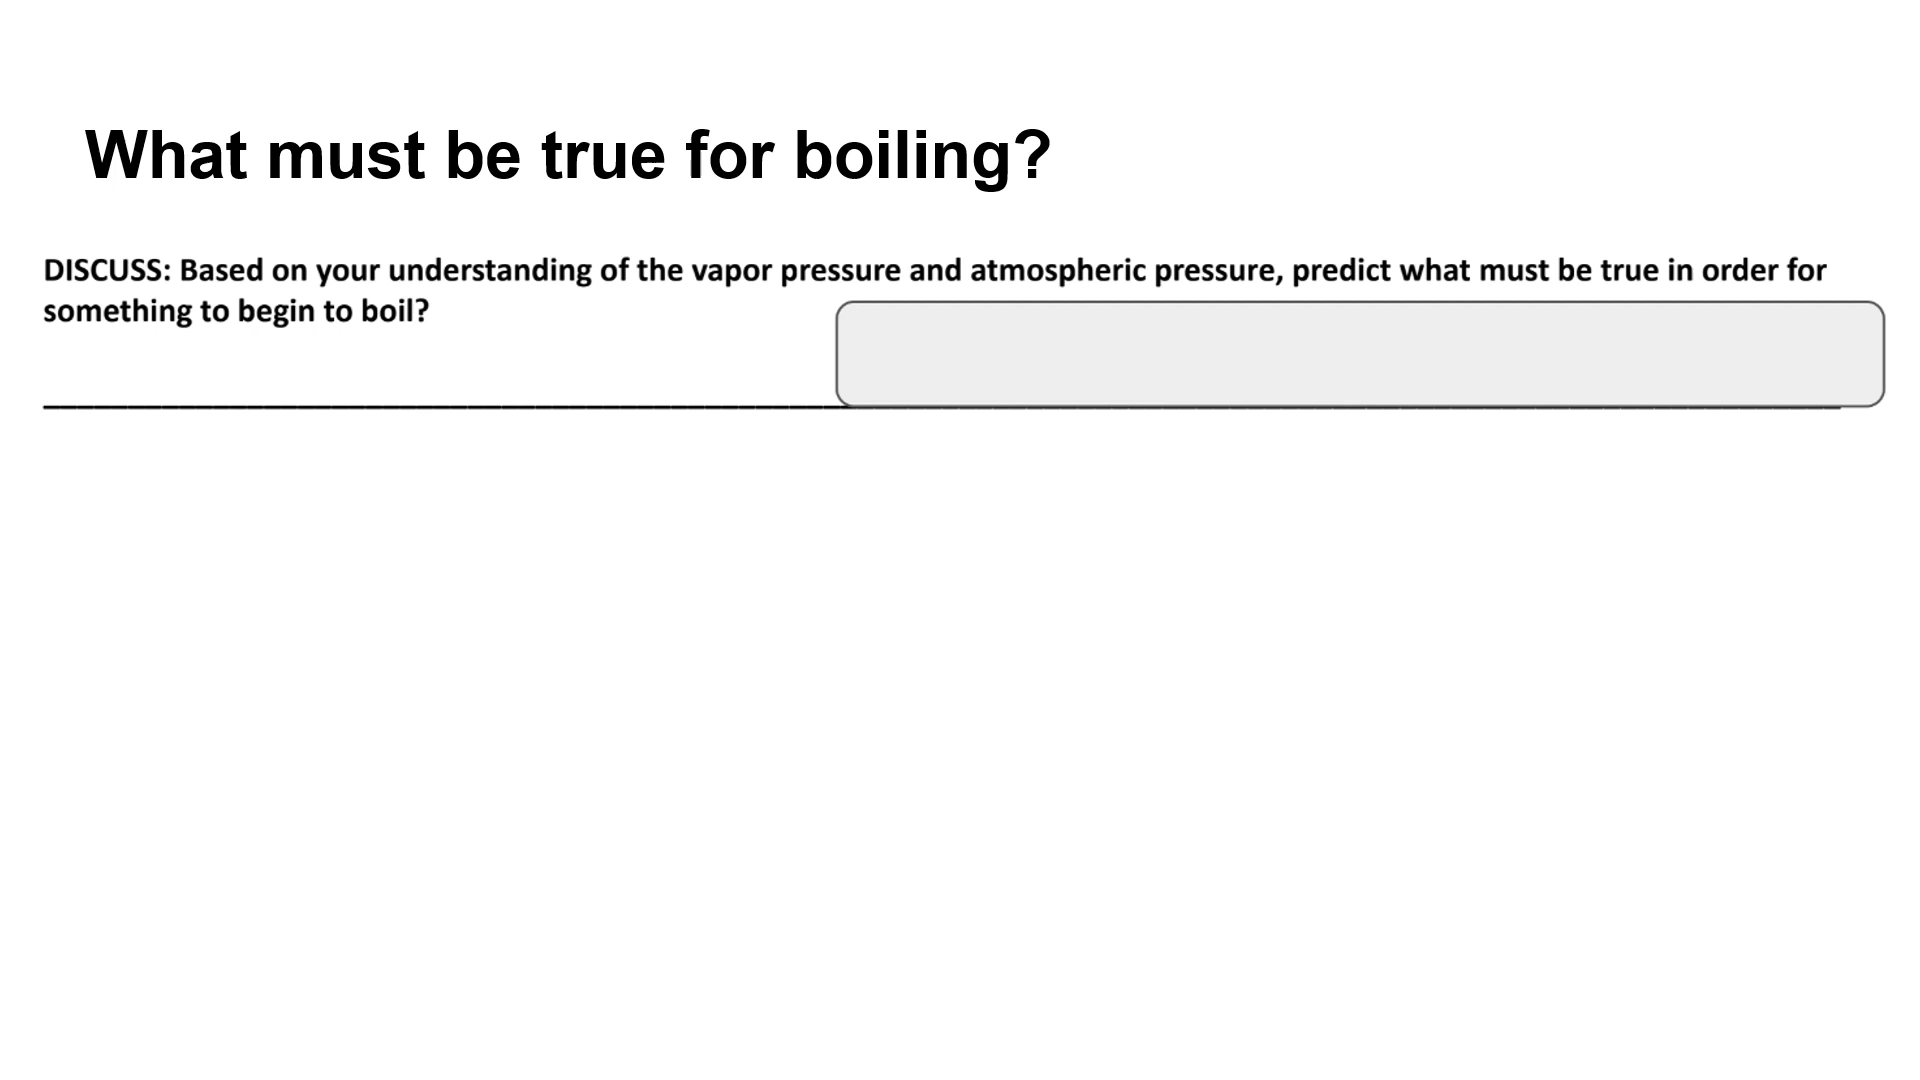 What must be true for boiling?
DISCUSS: Based on your understanding of the vapor pressure and atmospheric pressure, predict what must be true in order for
something to begin to boil?